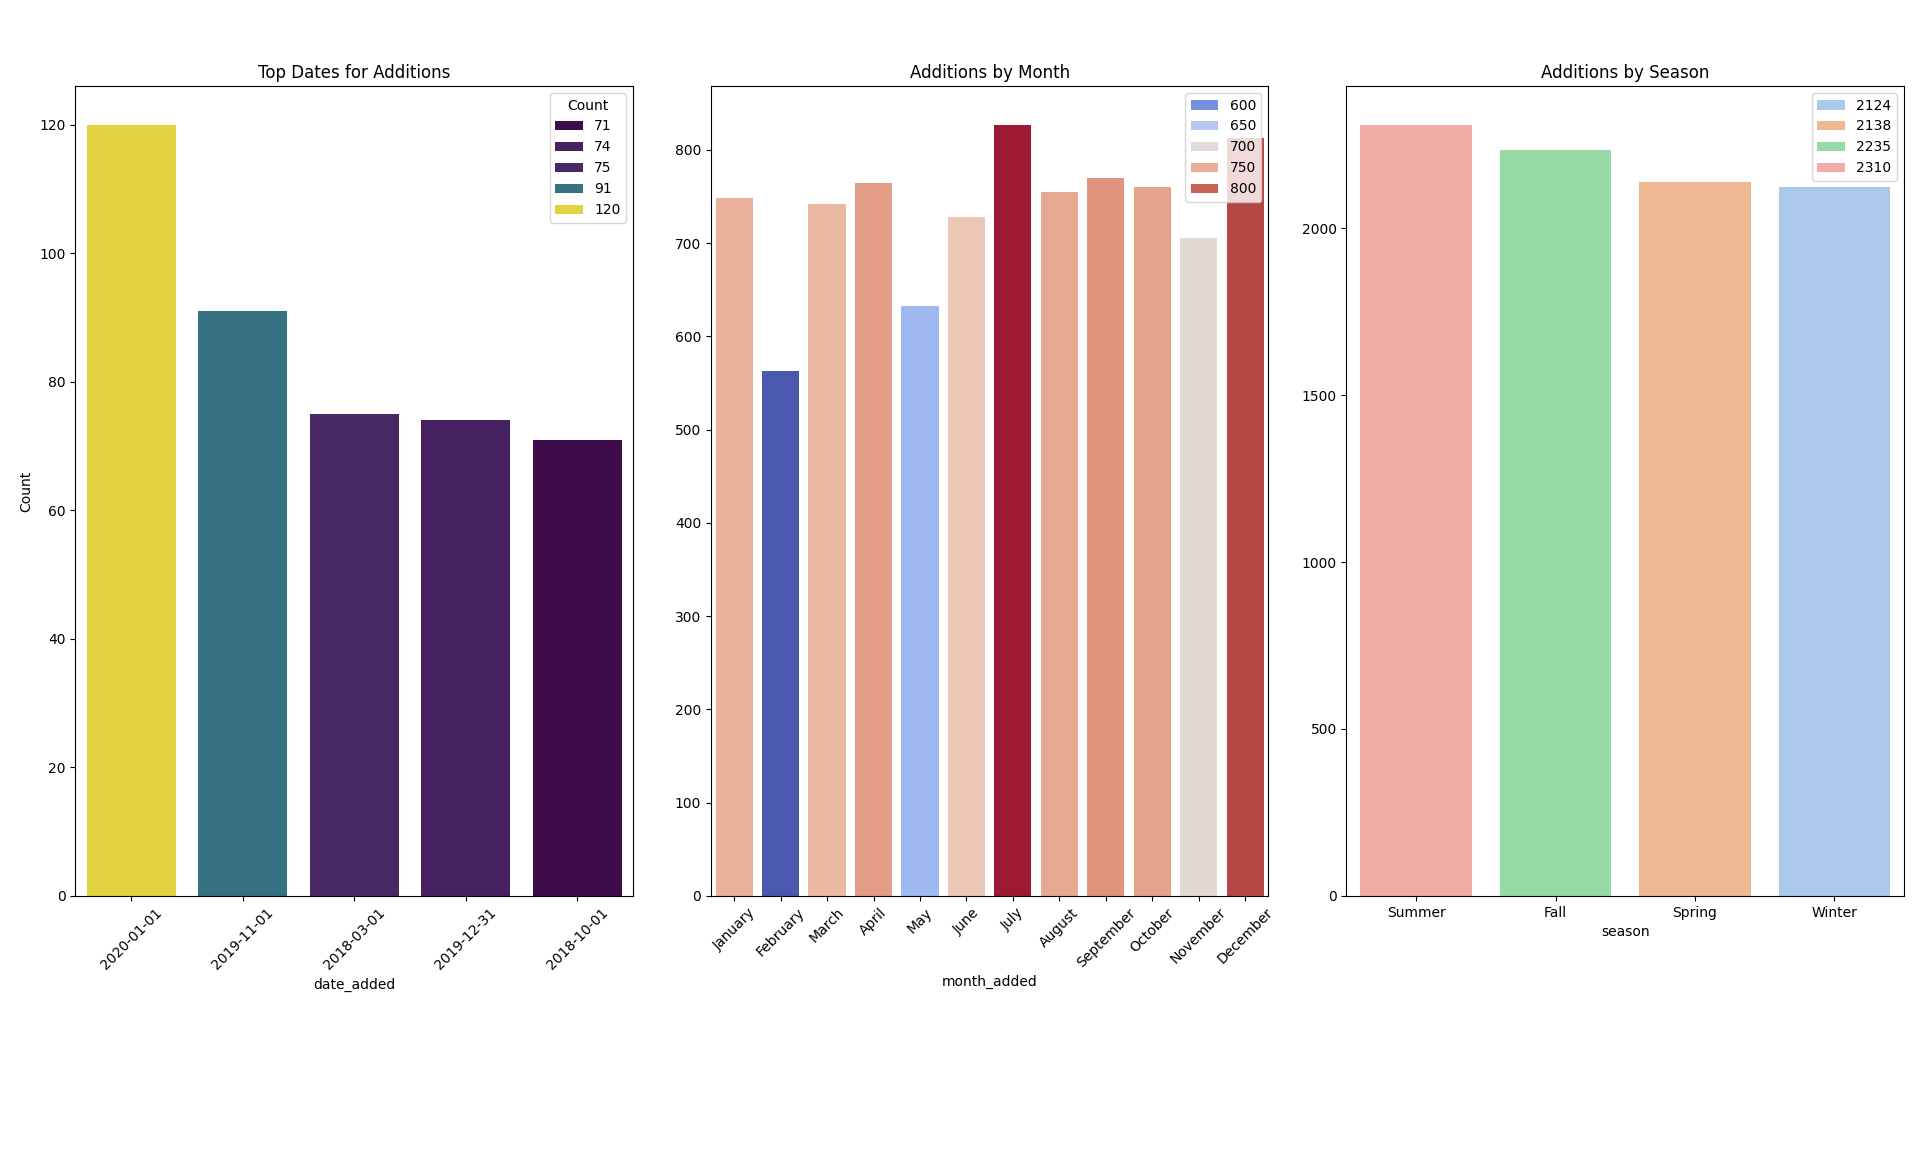 Top Dates for Additions
Count
71
74
75
91
120
120
100
80
60
40
20
0
Count
2020-01-01
2019-11-01
2018-03-01
2019-12-31
2018-10-01
date_added
Additions by Month
600
650
700
750
800
800
700
600
500
400
300
200
100
0
January
February
March
April
May
June
July
August
September
October
November
December
month_added
Additions by Season
2124
2138
2235
2310
2000
1500
1000
500
0
Summer
Fall
Spring
Winter
season